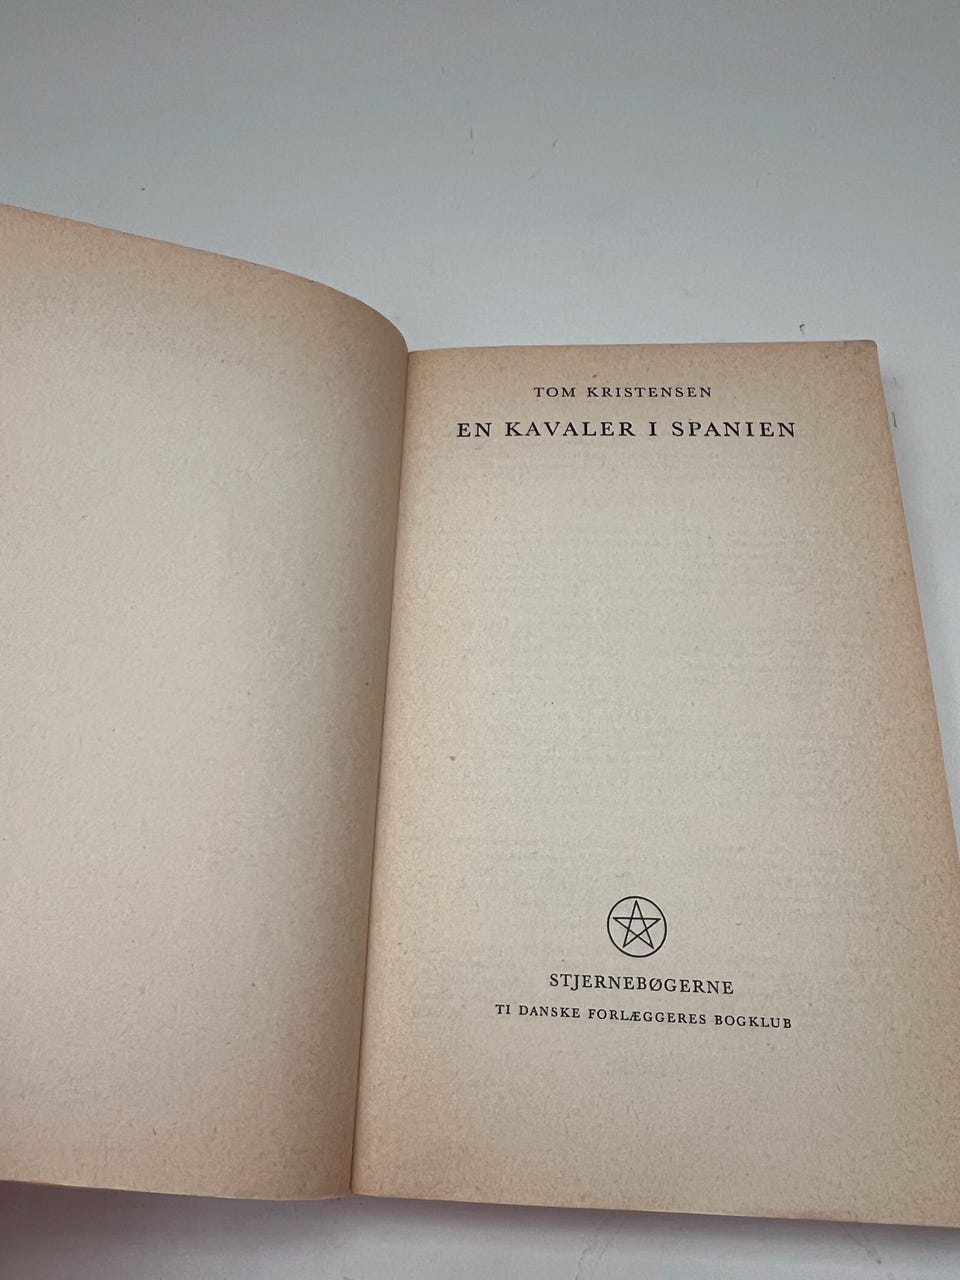 TOM KRISTENSEN
EN KAVALER I SPANIEN
STJERNEBØGERNE
TI DANSKE FORLÆGGERES BOGKLUB